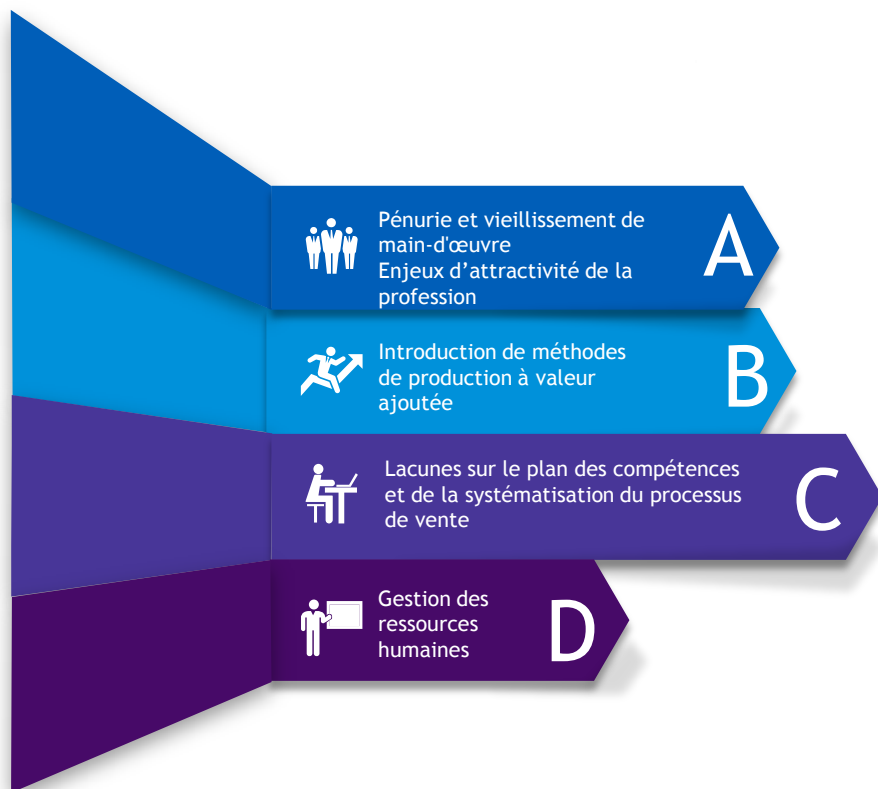 Pénurie et vieillissement de
main-d'œuvre
Enjeux d’attractivité de la
profession
A
Introduction de méthodes
de production à valeur
ajoutée
B
Lacunes sur le plan des compétences
et de la systématisation du processus
de vente
C
Gestion des
ressources
humaines
D